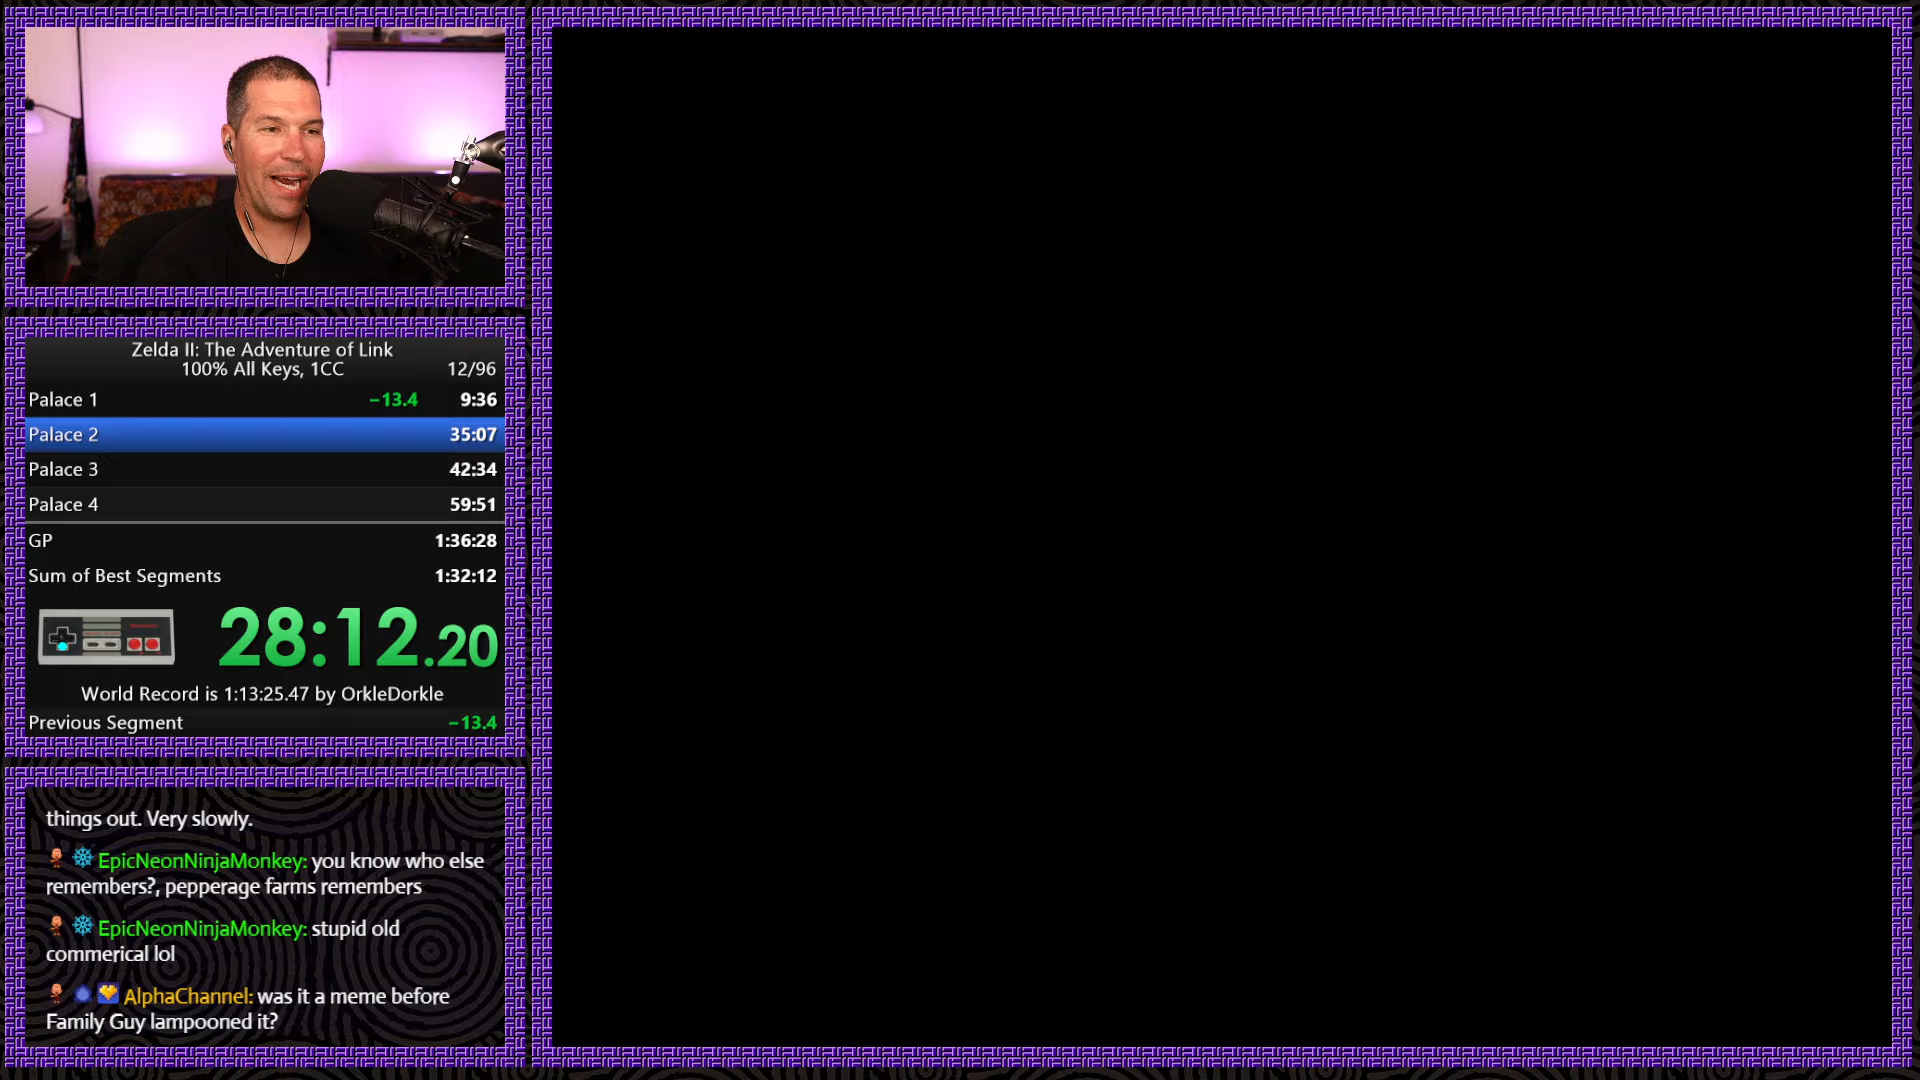 Zelda II: The Adventure of Link
100% All Keys, 1CC 12/96
Palace 1 −13.4 9:36
Palace 2 35:07
Palace 3 42:34
Palace 4 59:51
GP 1:36:28
Sum of Best Segments 1:32:12
28:12.20
World Record is 1:13:25.47 by OrkleDorkle
Previous Segment −13.4
things out. Very slowly.
EpicNeonNinjaMonkey: you know who else
remembers?, pepperage farms remembers
EpicNeonNinjaMonkey: stupid old
commerical lol
AlphaChannel: was it a meme before
Family Guy lampooned it?